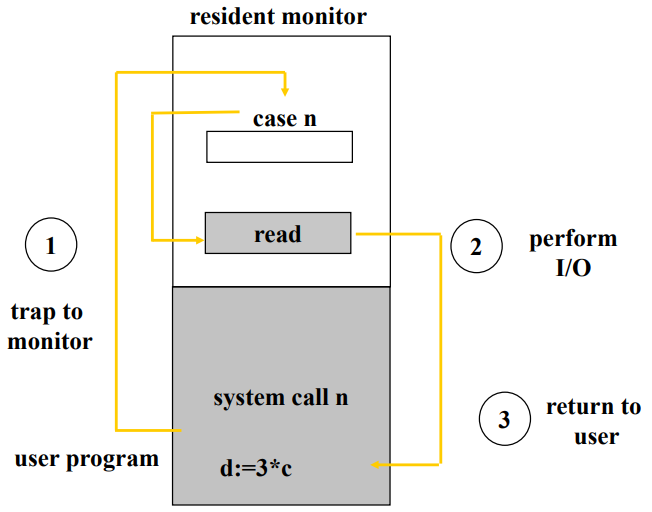 resident monitor
case n
read
1
trap to
monitor
2
perform
I/O
system call n
3
return to
user
user program
d:=3*c